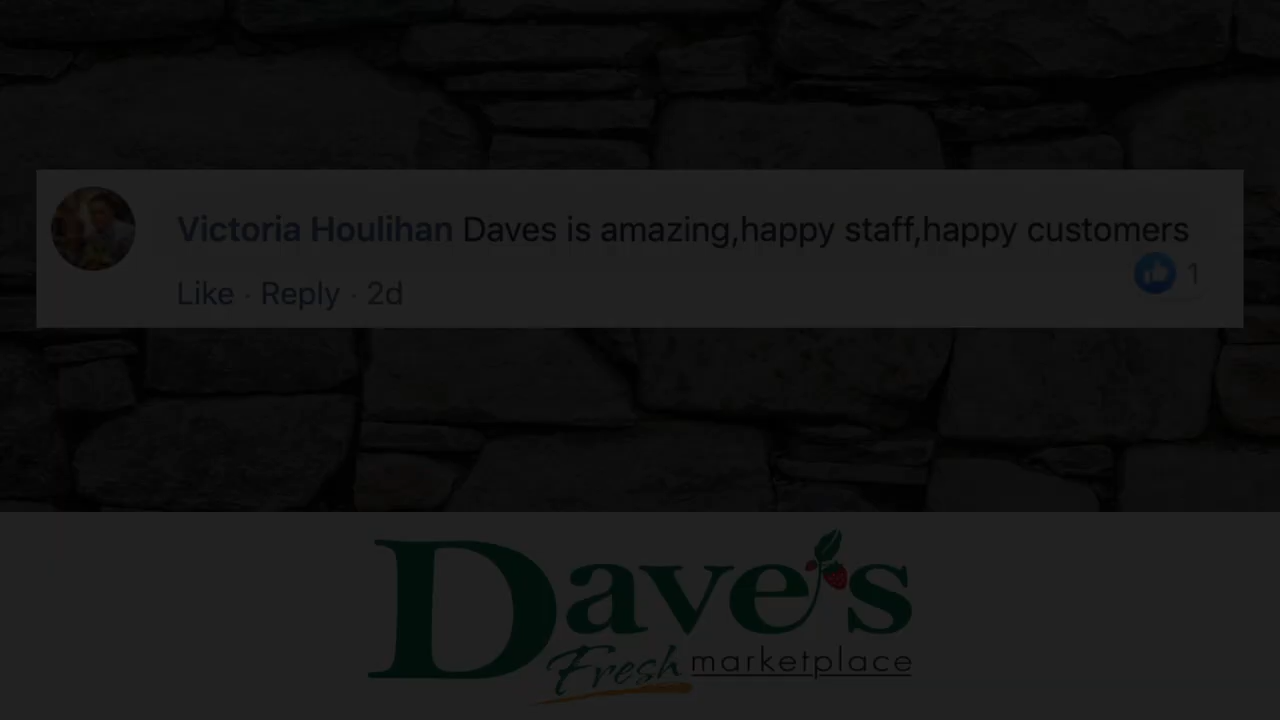 Victoria Houlihan Daves is amazing,happy staff,happy customers
Like · Reply · 2d
1
Dave's
Fresh marketplace